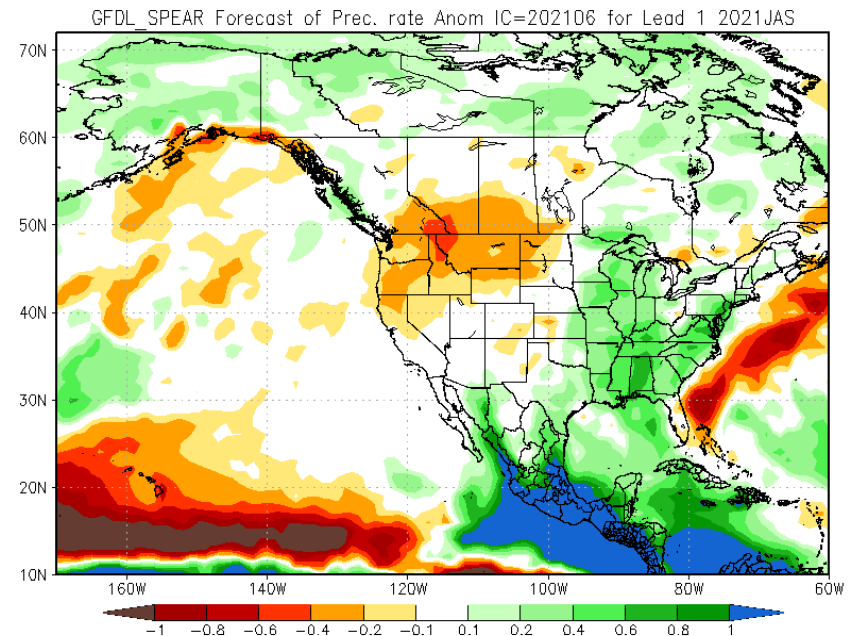 GFDL_SPEAR Forecast of Prec. rate Anom IC=202106 for Lead 1 2021JAS
70N
60N
50N
40N
30N
20N
10N
160W 140W 120W 100W 80W 60W
-1 -0.8 -0.6 -0.4 -0.2 -0.1 0.1 0.2 0.4 0.6 0.8 1